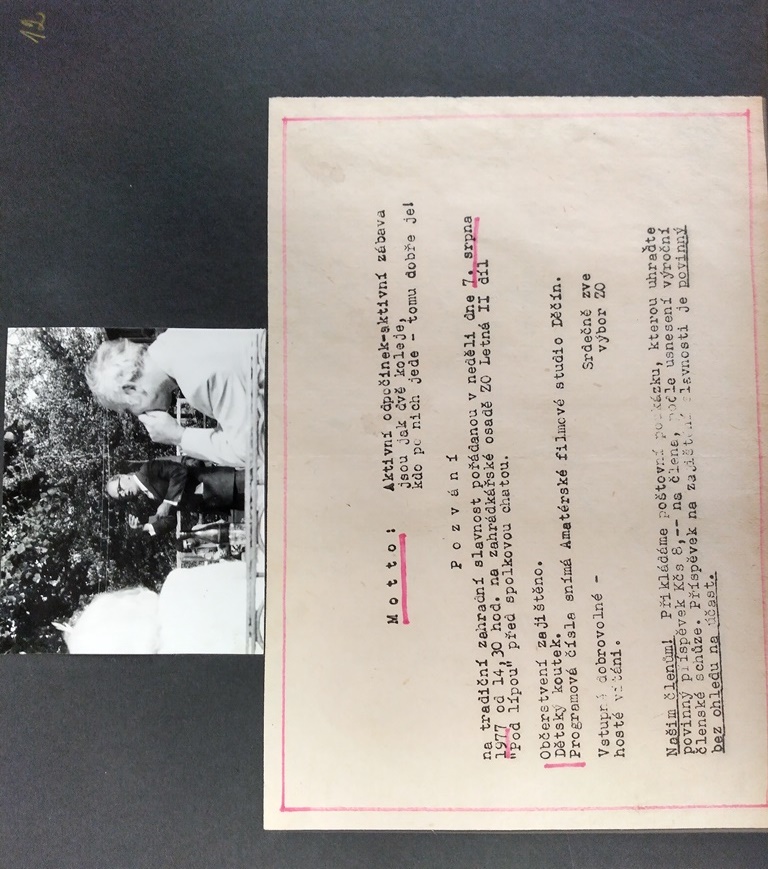 12
Motto: Aktivní odpočinek-aktivní zábava
jsou jak dvě koleje,
kdo po nich jede - tomu dobře je!
Pozvání
na tradiční zahradní slavnost pořádanou v neděli dne 7. srpna
1977 od 14,30 hod. na zahrádkářské osadě ZO Letná II díl
"Pod lípou" před spolkovou chatou.
Občerstvení zajištěno.
Dětský koutek.
Programová čísla snímá Amatérské filmové studio Děčín.
Vstupné dobrovolné -
hosté vítáni.
Srdečně zve
výbor ZO
Našim členům! Přikládáme poštovní poukázku, kterou uhraďte
povinný příspěvek Kčs 8,-- na člena, podle usnesení výroční
členské schůze. Příspěvek na zajištění slavnosti je povinný
bez ohledu na účast.